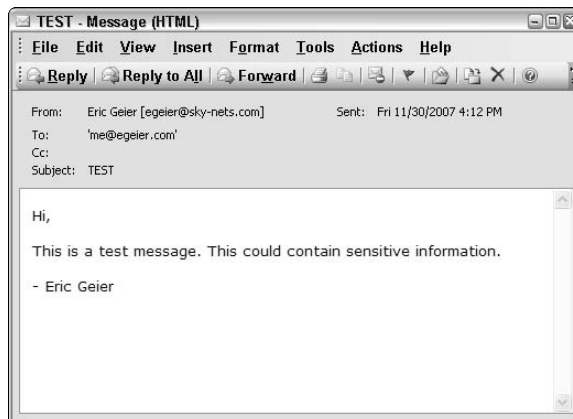 TEST - Message (HTML)
File Edit View Insert Format Tools Actions Help
Reply Reply to All Forward
From: Eric Geier [egeier@sky-nets.com] Sent: Fri 11/30/2007 4:12 PM
To: 'me@egeier.com'
Cc:
Subject: TEST
Hi,
This is a test message. This could contain sensitive information.
- Eric Geier